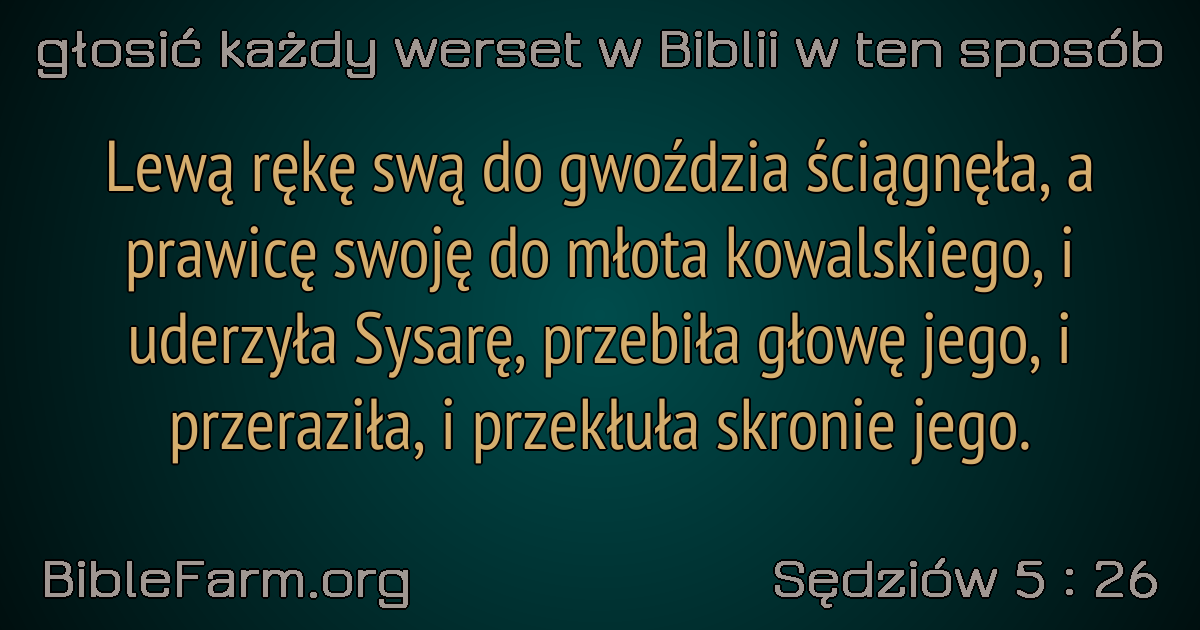 głosić każdy werset w Biblii w ten sposób
Lewą rękę swą do gwoździa ściągnęła, a
prawicę swoję do młota kowalskiego, i
uderzyła Sysarę, przebiła głowę jego, i
przeraziła, i przekłuła skronie jego.
BibleFarm.org
Sędziów 5 : 26